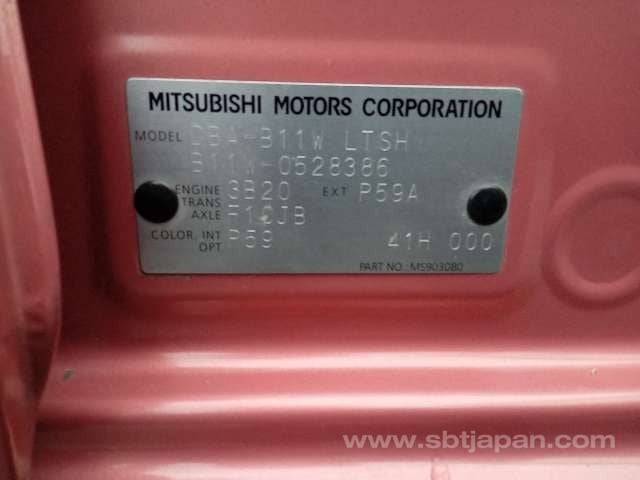 MITSUBISHI MOTORS CORPORATION
MODEL DBA-B11W LTSH
B11W-0528386
ENGINE 3B20 EXT P59A
TRANS
AXLE F1CJB
COLOR. INT P59 41H 000
OPT
PART NO : MS903080
www.sbtjapan.com